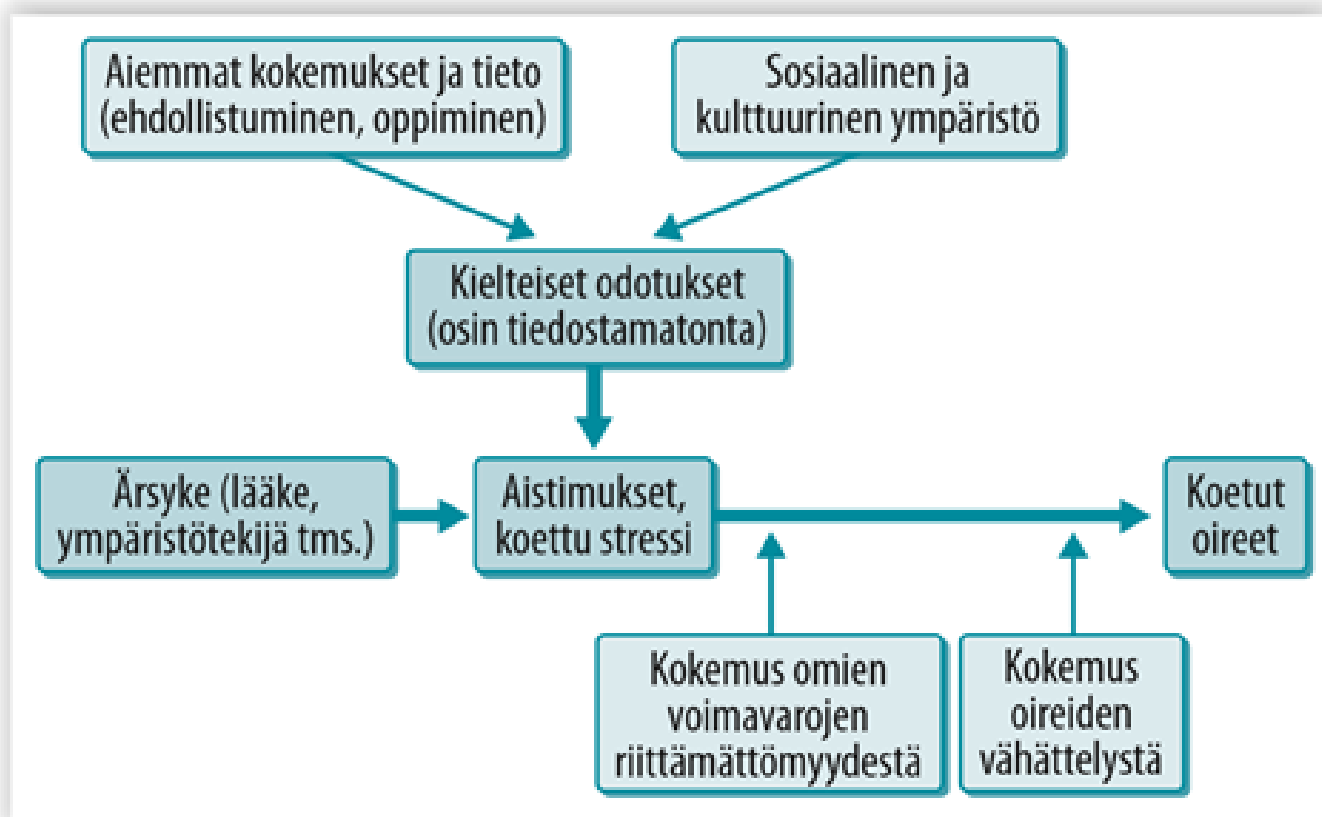 Aiemmat kokemukset ja tieto
(ehdollistuminen, oppiminen)
Sosiaalinen ja
kulttuurinen ympäristö
Kielteiset odotukset
(osin tiedostamatonta)
Ärsyke (lääke,
ympäristötekijä tms.)
Aistimukset,
koettu stressi
Koetut
oireet
Kokemus omien
voimavarojen
riittämättömyydestä
Kokemus
oireiden
vähättelystä